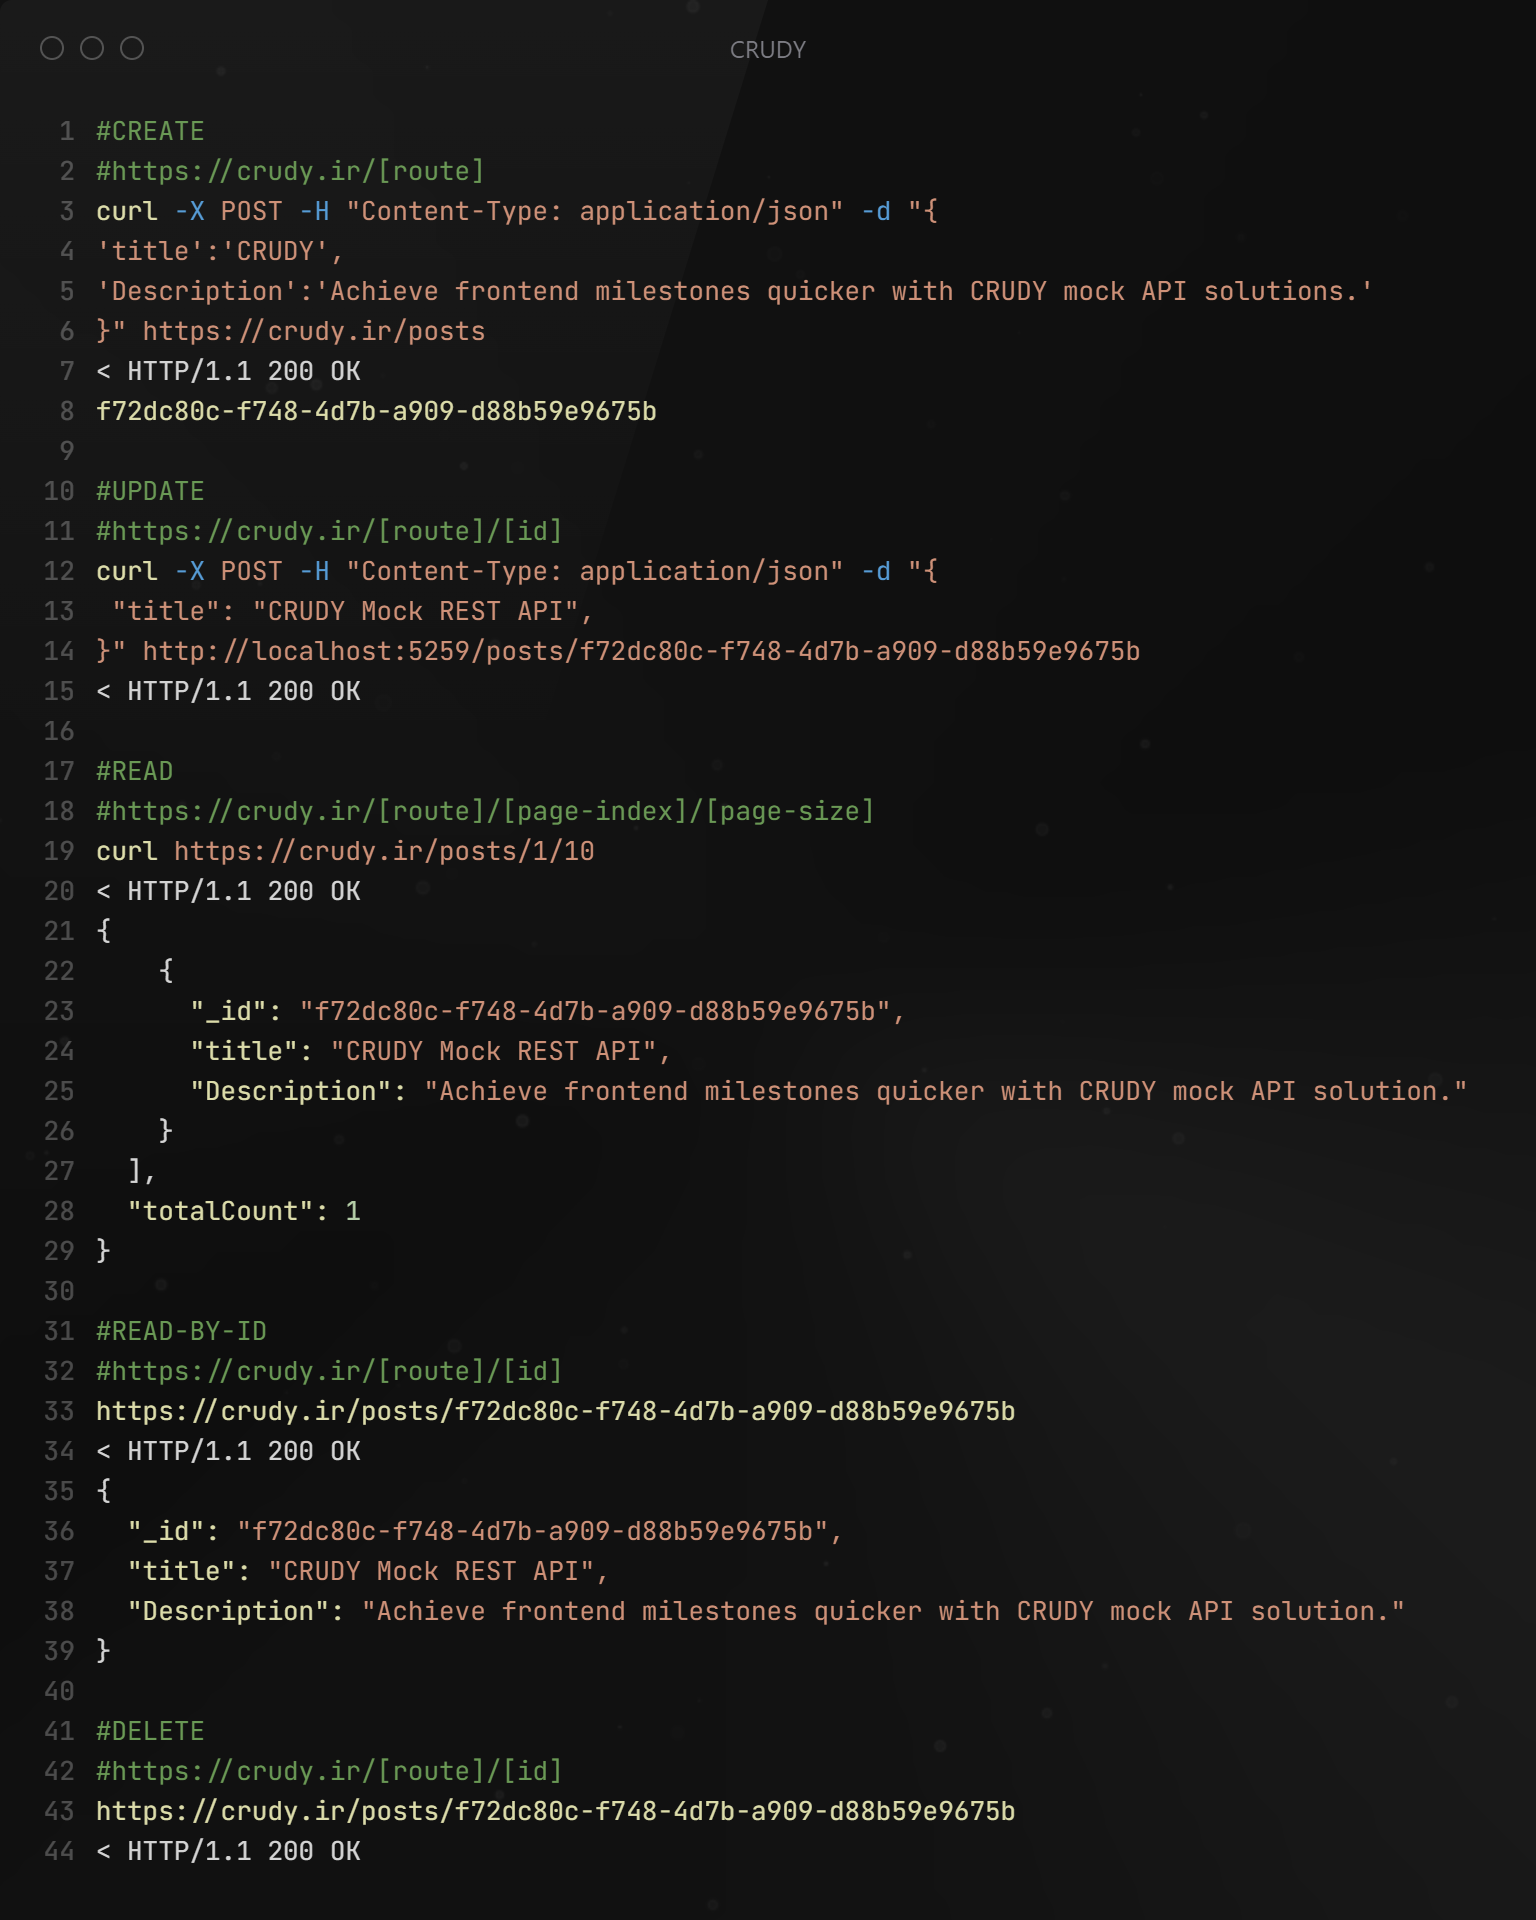 CRUDY
1 #CREATE
2 #https://crudy.ir/[route]
3 curl -X POST -H "Content-Type: application/json" -d "{
4 'title':'CRUDY',
5 'Description':'Achieve frontend milestones quicker with CRUDY mock API solutions.'
6 }" https://crudy.ir/posts
7 < HTTP/1.1 200 OK
8 f72dc80c-f748-4d7b-a909-d88b59e9675b
9
10 #UPDATE
11 #https://crudy.ir/[route]/[id]
12 curl -X POST -H "Content-Type: application/json" -d "{
13  "title": "CRUDY Mock REST API",
14 }" http://localhost:5259/posts/f72dc80c-f748-4d7b-a909-d88b59e9675b
15 < HTTP/1.1 200 OK
16
17 #READ
18 #https://crudy.ir/[route]/[page-index]/[page-size]
19 curl https://crudy.ir/posts/1/10
20 < HTTP/1.1 200 OK
21 {
22     {
23       "_id": "f72dc80c-f748-4d7b-a909-d88b59e9675b",
24       "title": "CRUDY Mock REST API",
25       "Description": "Achieve frontend milestones quicker with CRUDY mock API solution."
26     }
27   ],
28   "totalCount": 1
29 }
30
31 #READ-BY-ID
32 #https://crudy.ir/[route]/[id]
33 https://crudy.ir/posts/f72dc80c-f748-4d7b-a909-d88b59e9675b
34 < HTTP/1.1 200 OK
35 {
36   "_id": "f72dc80c-f748-4d7b-a909-d88b59e9675b",
37   "title": "CRUDY Mock REST API",
38   "Description": "Achieve frontend milestones quicker with CRUDY mock API solution."
39 }
40
41 #DELETE
42 #https://crudy.ir/[route]/[id]
43 https://crudy.ir/posts/f72dc80c-f748-4d7b-a909-d88b59e9675b
44 < HTTP/1.1 200 OK